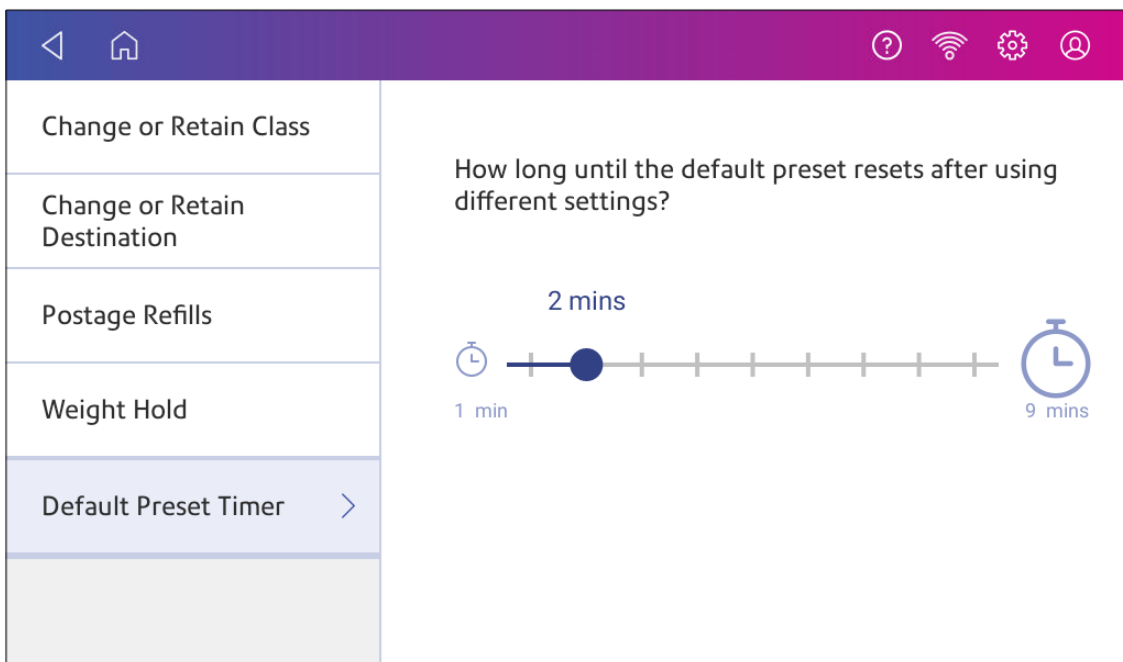 Change or Retain Class
Change or Retain
Destination
Postage Refills
Weight Hold
Default Preset Timer
How long until the default preset resets after using
different settings?
2 mins
1 min
9 mins